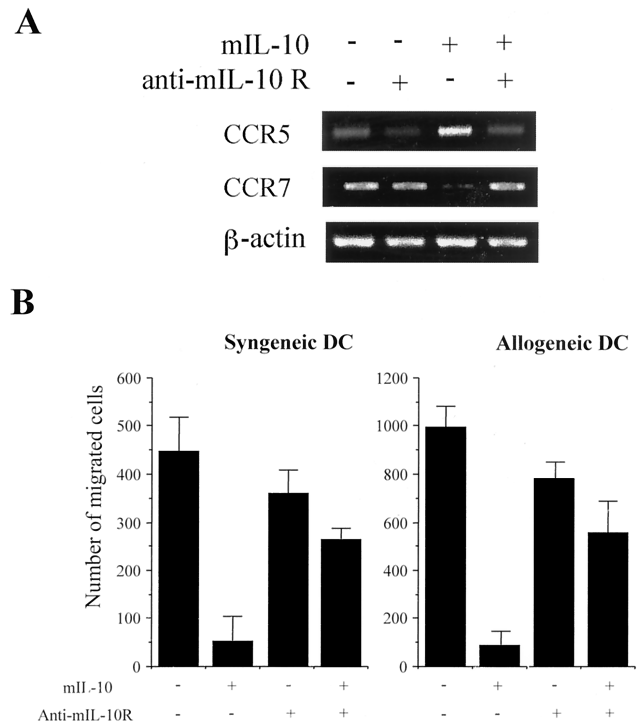 A
mIL-10 - - + +
anti-mIL-10 R - + - +
CCR5
CCR7
β-actin
B
Syngeneic DC Allogeneic DC
Number of migrated cells
600
500
400
300
200
100
0
1200
1000
800
600
400
200
0
mIL-10 - + - + - + - +
Anti-mIL-10R - - + + - - + +